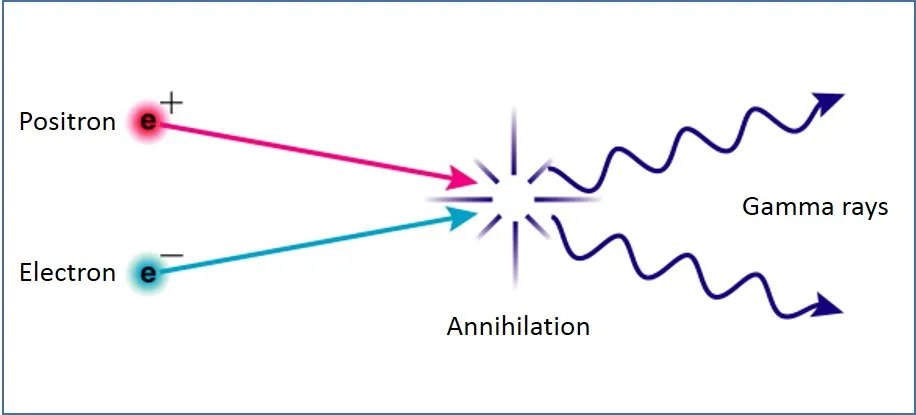 Positron e+
Electron e−
Gamma rays
Annihilation